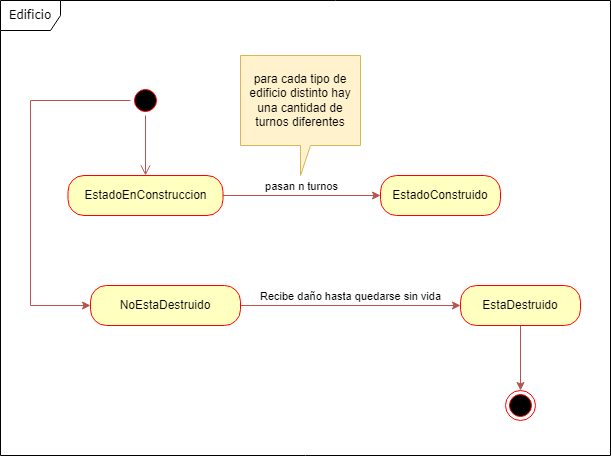 Edificio
para cada tipo de
edificio distinto hay
una cantidad de
turnos diferentes
EstadoEnConstruccion
pasan n turnos
EstadoConstruido
NoEstaDestruido
Recibe daño hasta quedarse sin vida
EstaDestruido